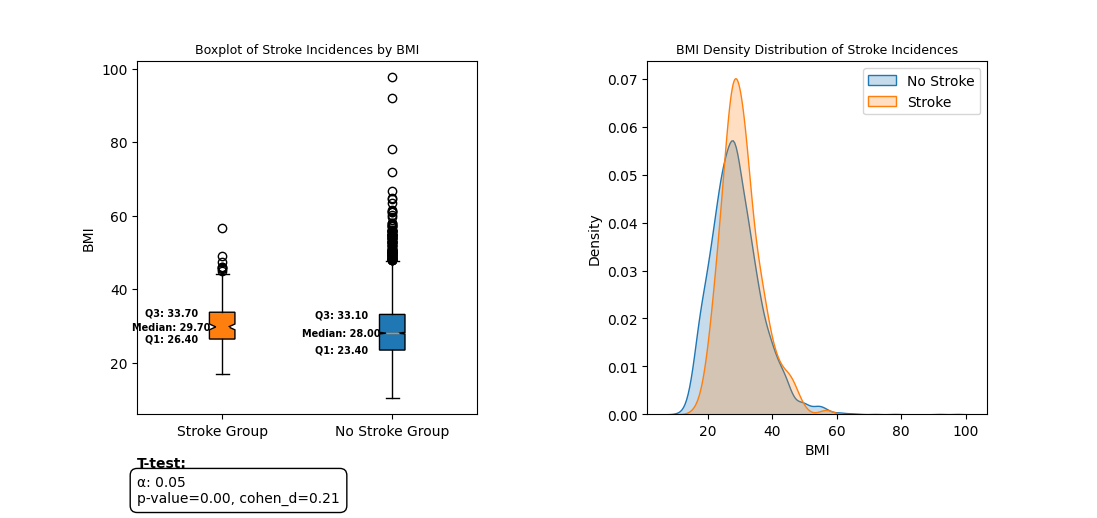 Boxplot of Stroke Incidences by BMI
100
80
60
40
20
BMI
Q3: 33.70
Median: 29.70
Q1: 26.40
Q3: 33.10
Median: 28.00
Q1: 23.40
Stroke Group
No Stroke Group
T-test:
α: 0.05
p-value=0.00, cohen_d=0.21
BMI Density Distribution of Stroke Incidences
No Stroke
Stroke
0.07
0.06
0.05
0.04
0.03
0.02
0.01
0.00
Density
20
40
60
80
100
BMI